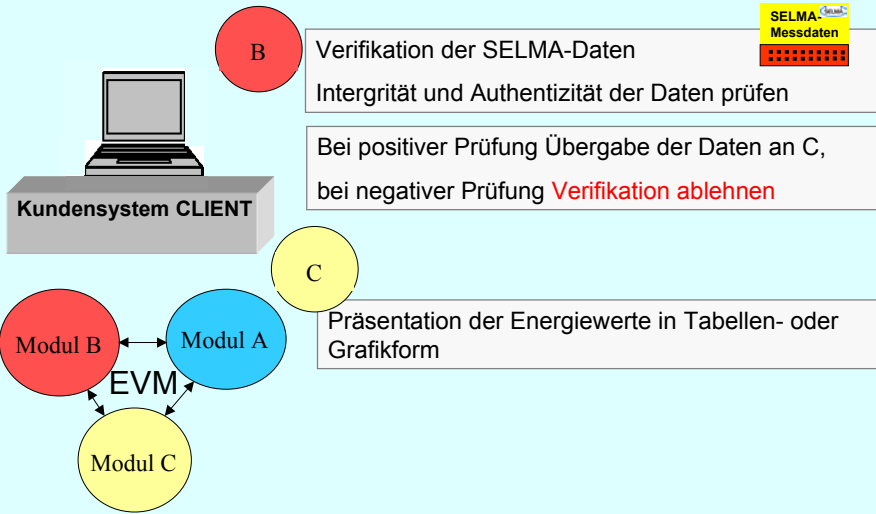 B
Verifikation der SELMA-Daten
Intergrität und Authentizität der Daten prüfen
SELMA-
SELMA
Messdaten
Bei positiver Prüfung Übergabe der Daten an C,
bei negativer Prüfung Verifikation ablehnen
Kundensystem CLIENT
C
Präsentation der Energiewerte in Tabellen- oder
Grafikform
Modul B
Modul A
EVM
Modul C